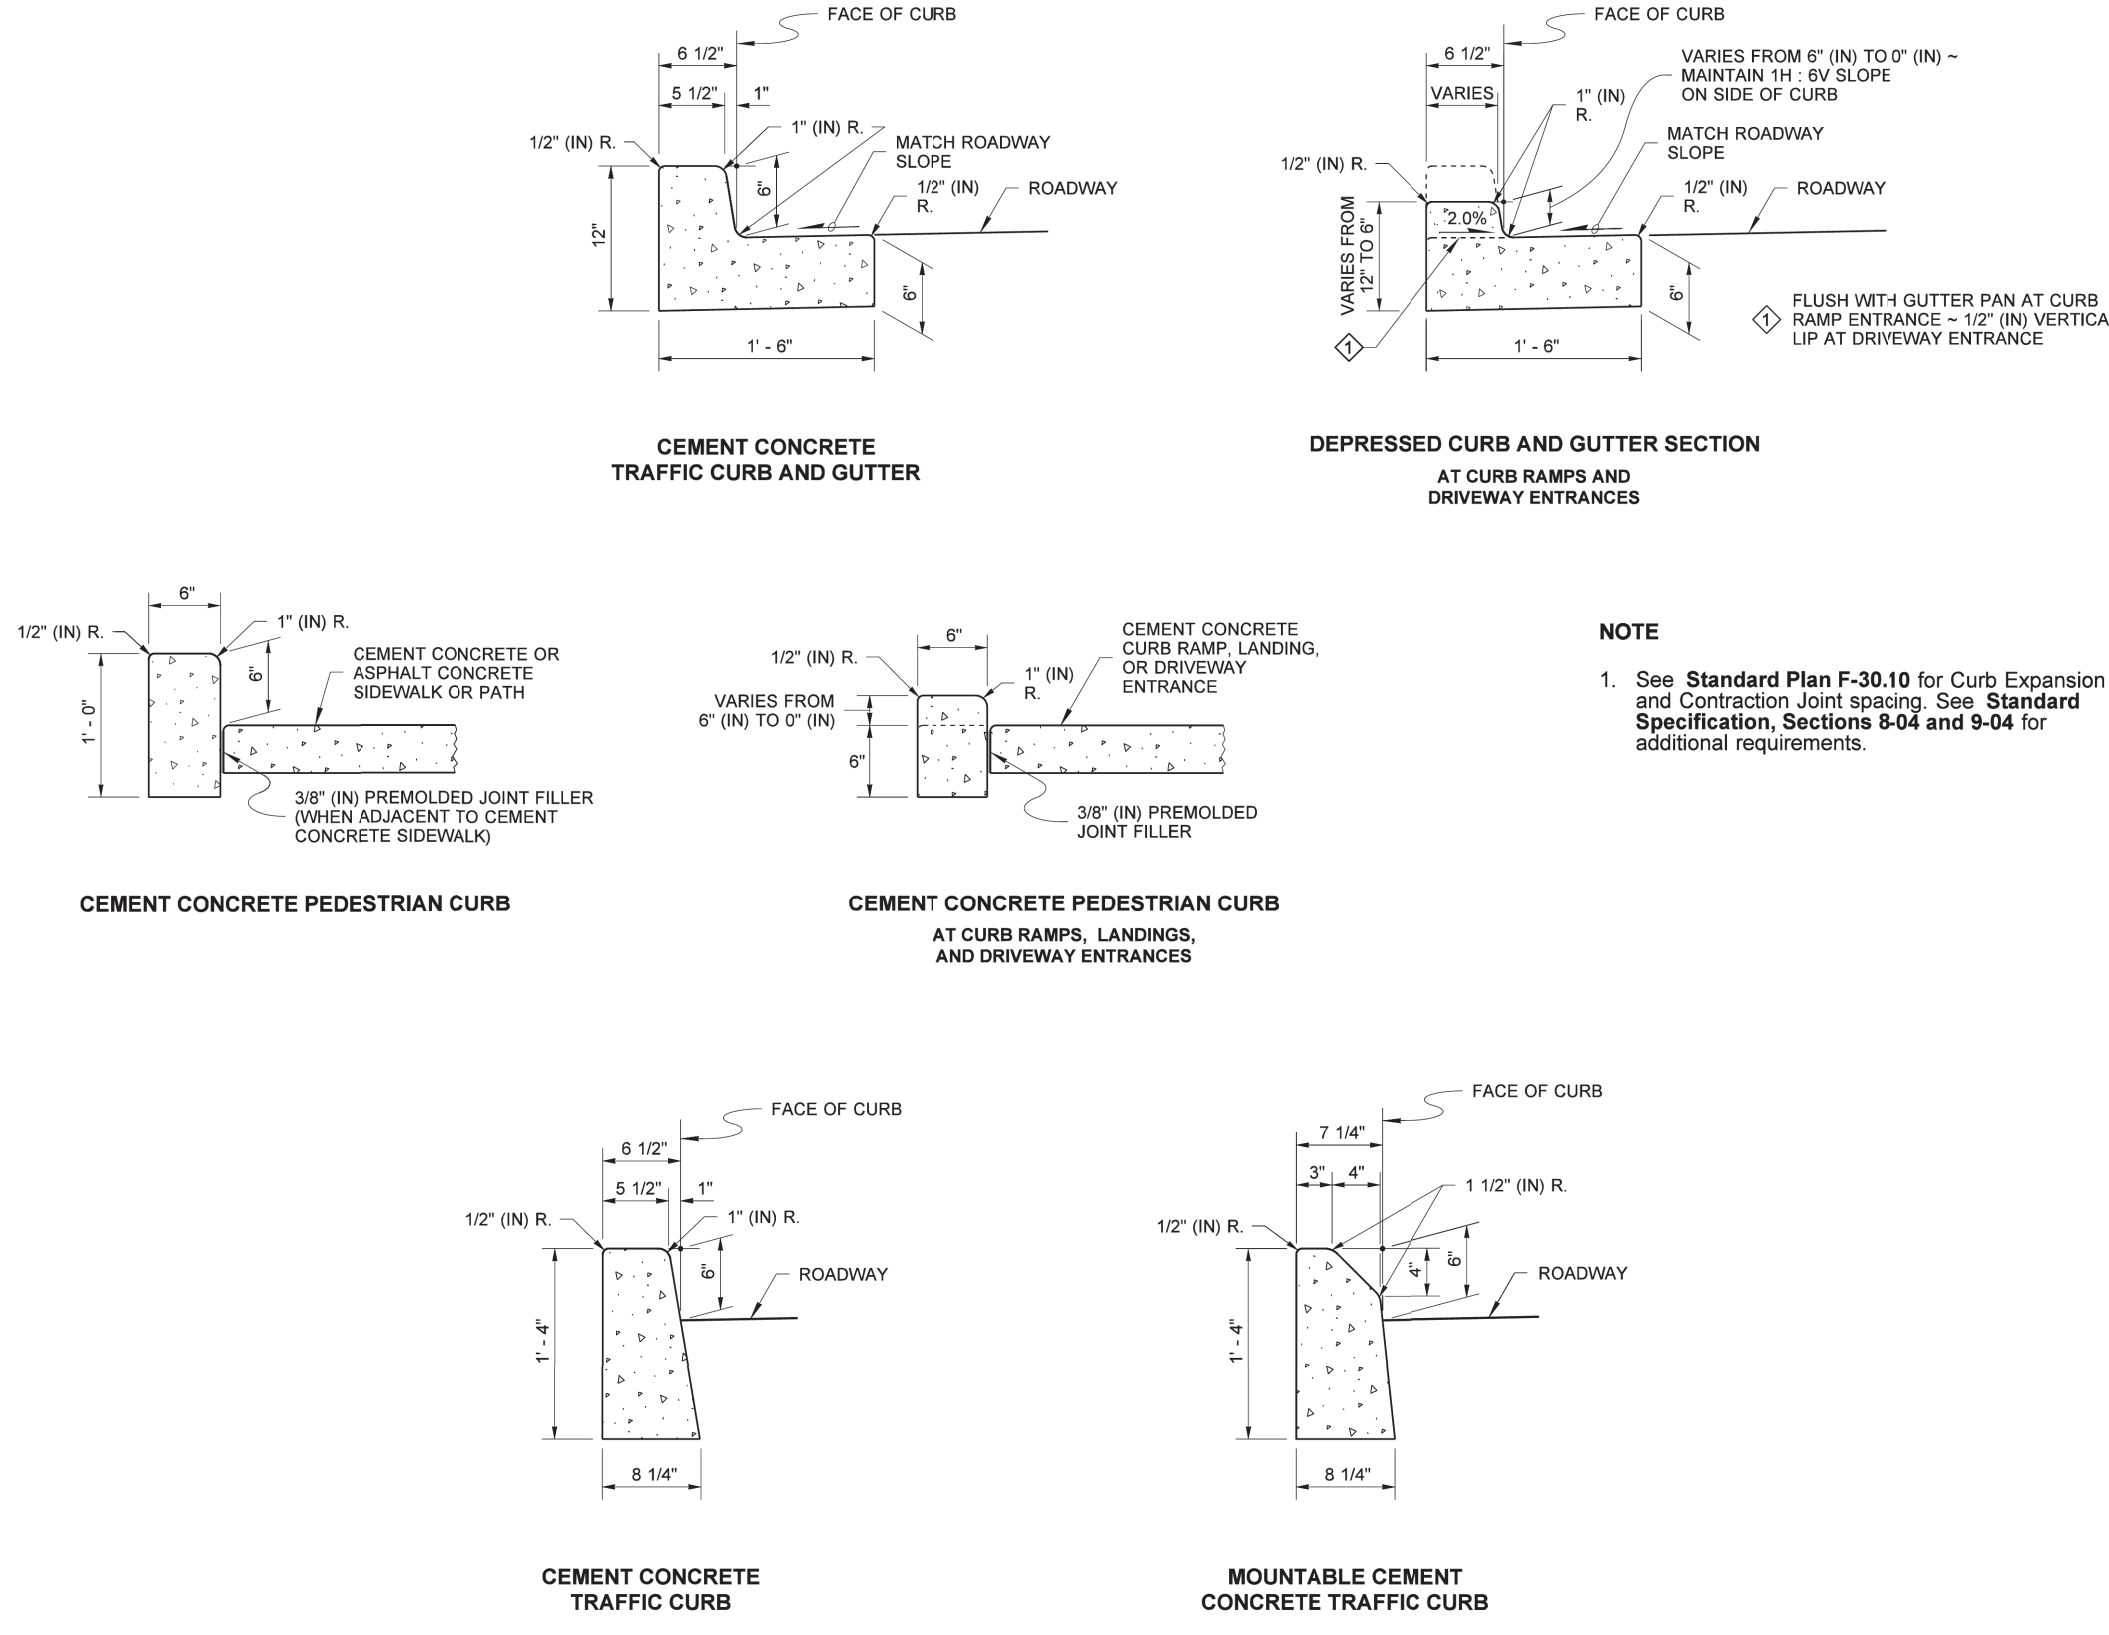 FACE OF CURB
6 1/2"
5 1/2"
1"
1/2" (IN) R.
1" (IN) R.
MATCH ROADWAY
SLOPE
6"
1/2" (IN)
R.
ROADWAY
12"
6"
1' - 6"
CEMENT CONCRETE
TRAFFIC CURB AND GUTTER
FACE OF CURB
6 1/2"
VARIES FROM 6" (IN) TO 0" (IN) ~
MAINTAIN 1H : 6V SLOPE
ON SIDE OF CURB
VARIES
1" (IN)
R.
MATCH ROADWAY
SLOPE
1/2" (IN) R.
1/2" (IN)
R.
ROADWAY
2.0%
VARIES FROM
12" TO 6"
6"
1
1' - 6"
1
FLUSH WITH GUTTER PAN AT CURB
RAMP ENTRANCE ~ 1/2" (IN) VERTICA
LIP AT DRIVEWAY ENTRANCE
DEPRESSED CURB AND GUTTER SECTION
AT CURB RAMPS AND
DRIVEWAY ENTRANCES
6"
1/2" (IN) R.
1" (IN) R.
6"
CEMENT CONCRETE OR
ASPHALT CONCRETE
SIDEWALK OR PATH
1' - 0"
3/8" (IN) PREMOLDED JOINT FILLER
(WHEN ADJACENT TO CEMENT
CONCRETE SIDEWALK)
CEMENT CONCRETE PEDESTRIAN CURB
6"
CEMENT CONCRETE
CURB RAMP, LANDING,
OR DRIVEWAY
ENTRANCE
1/2" (IN) R.
1" (IN)
R.
VARIES FROM
6" (IN) TO 0" (IN)
6"
3/8" (IN) PREMOLDED
JOINT FILLER
CEMENT CONCRETE PEDESTRIAN CURB
AT CURB RAMPS, LANDINGS,
AND DRIVEWAY ENTRANCES
NOTE
1. See Standard Plan F-30.10 for Curb Expansion
and Contraction Joint spacing. See Standard
Specification, Sections 8-04 and 9-04 for
additional requirements.
FACE OF CURB
6 1/2"
5 1/2"
1"
1/2" (IN) R.
1" (IN) R.
6"
ROADWAY
1' - 4"
8 1/4"
CEMENT CONCRETE
TRAFFIC CURB
FACE OF CURB
7 1/4"
3"
4"
1 1/2" (IN) R.
1/2" (IN) R.
4"
6"
ROADWAY
1' - 4"
8 1/4"
MOUNTABLE CEMENT
CONCRETE TRAFFIC CURB